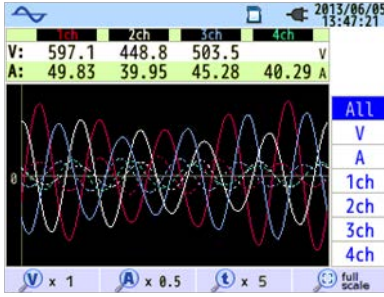 2013/06/05
13:47:21
1ch 2ch 3ch 4ch
V: 597.1 448.8 503.5 V
A: 49.83 39.95 45.28 40.29 A
0
All
V
A
1ch
2ch
3ch
4ch
V x 1 A x 0.5 t x 5 full
scale